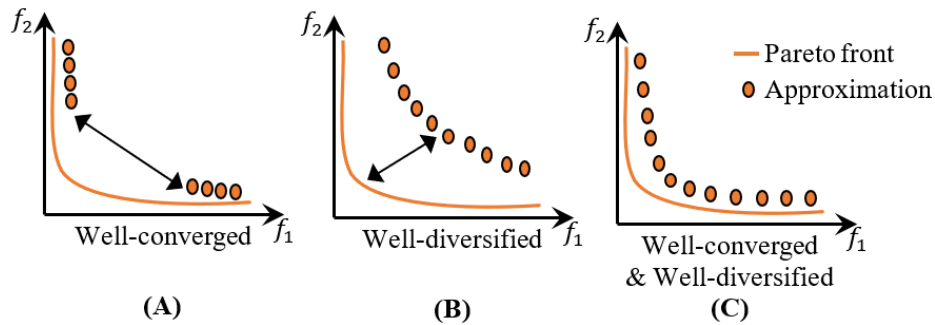 f₂
f₁
Well-converged
(A)
f₂
f₁
Well-diversified
(B)
f₂
f₁
Well-converged
& Well-diversified
(C)
Pareto front
Approximation